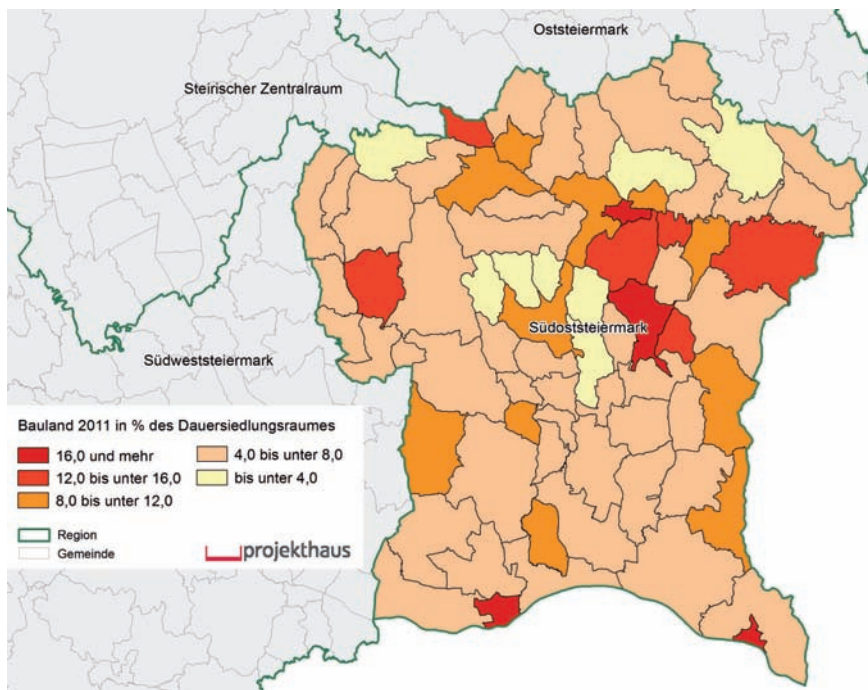 Oststeiermark
Steirischer Zentralraum
Südoststeiermark
Südweststeiermark
Bauland 2011 in % des Dauersiedlungsraumes
16,0 und mehr
4,0 bis unter 8,0
12,0 bis unter 16,0
bis unter 4,0
8,0 bis unter 12,0
Region
Gemeinde
projekthaus